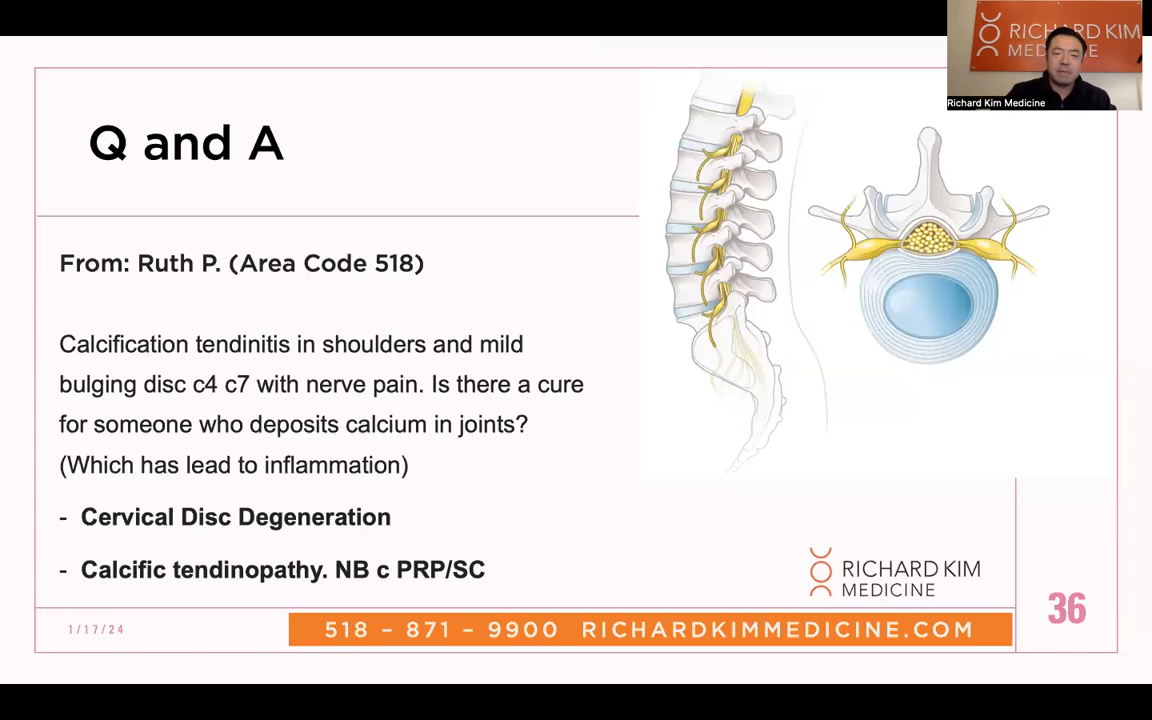 RICHARD KIM
MEDICINE
Richard Kim Medicine
Q and A
From: Ruth P. (Area Code 518)
Calcification tendinitis in shoulders and mild
bulging disc c4 c7 with nerve pain. Is there a cure
for someone who deposits calcium in joints?
(Which has lead to inflammation)
- Cervical Disc Degeneration
- Calcific tendinopathy. NB c PRP/SC
RICHARD KIM
MEDICINE
36
1/17/24
518 - 871 - 9900 RICHARDKIMMEDICINE.COM